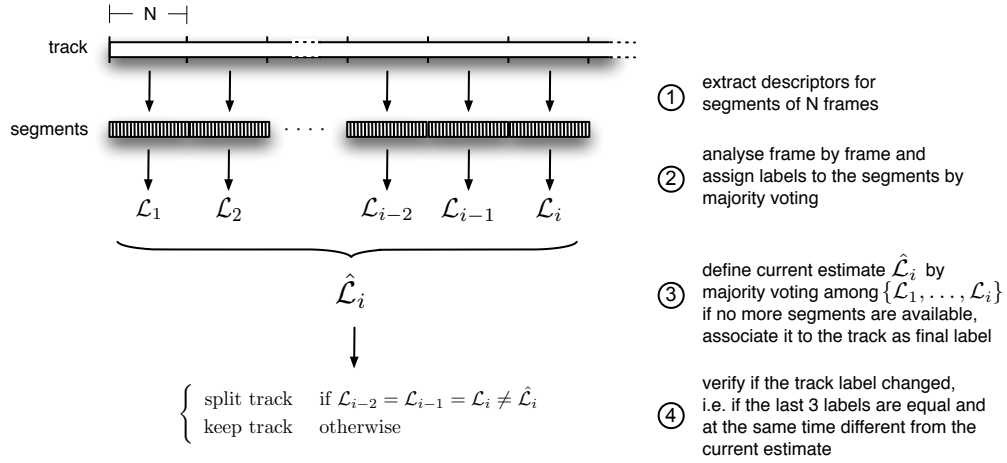 N
track
segments
. . . .
ℒ₁ ℒ₂ ℒᵢ₋₂ ℒᵢ₋₁ ℒᵢ
ℒ̂ᵢ
split track if ℒᵢ₋₂ = ℒᵢ₋₁ = ℒᵢ ≠ ℒ̂ᵢ
keep track otherwise
1
extract descriptors for
segments of N frames
2
analyse frame by frame and
assign labels to the segments by
majority voting
3
define current estimate ℒ̂ᵢ by
majority voting among {ℒ₁, . . . , ℒᵢ}
if no more segments are available,
associate it to the track as final label
4
verify if the track label changed,
i.e. if the last 3 labels are equal and
at the same time different from the
current estimate